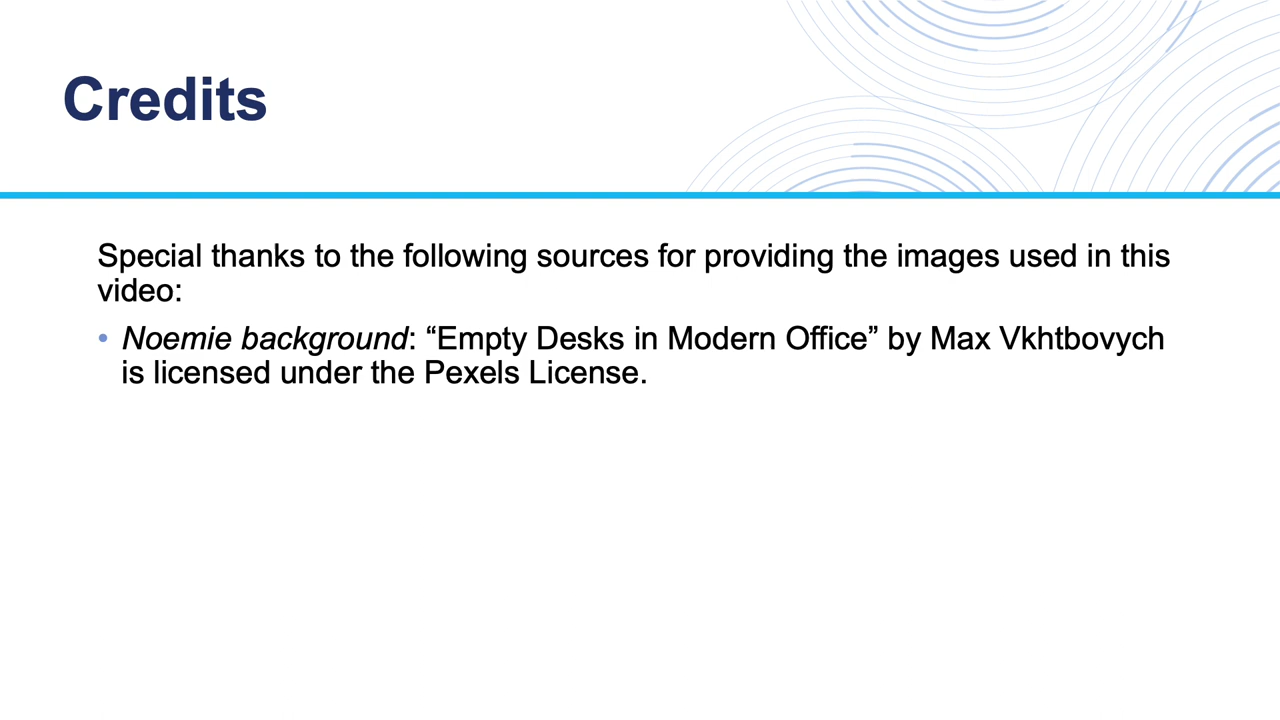 Credits
Special thanks to the following sources for providing the images used in this
video:
• Noemie background: “Empty Desks in Modern Office” by Max Vkhtbovych
is licensed under the Pexels License.